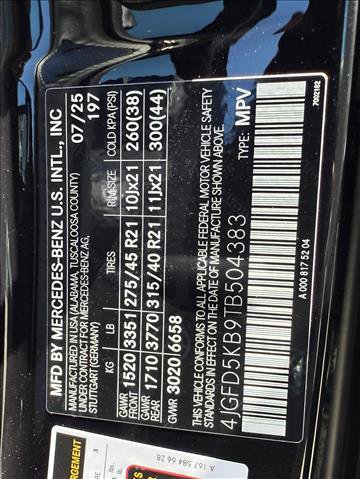 MFD BY MERCEDES-BENZ U.S. INTL., INC
MANUFACTURED IN USA (ALABAMA, TUSCALOOSA COUNTY)
UNDER CONTRACT FOR MERCEDES-BENZ AG,
STUTTGART (GERMANY)
07/25
197
KG LB TIRES RIM SIZE COLD KPA (PSI)
GAWR FRONT 1520 3351 275/45 R21 10Jx21 260(38)
GAWR REAR 1710 3770 315/40 R21 11Jx21 300(44)
GVWR 3020 6658
THIS VEHICLE CONFORMS TO ALL APPLICABLE FEDERAL MOTOR VEHICLE SAFETY
AND THEFT PREVENTION STANDARDS IN EFFECT ON THE DATE OF MANUFACTURE SHOWN ABOVE.
4JGFD5KB9TB504383
TYPE: MPV
7002182
A 000 817 52 04
A 167 584 66 28